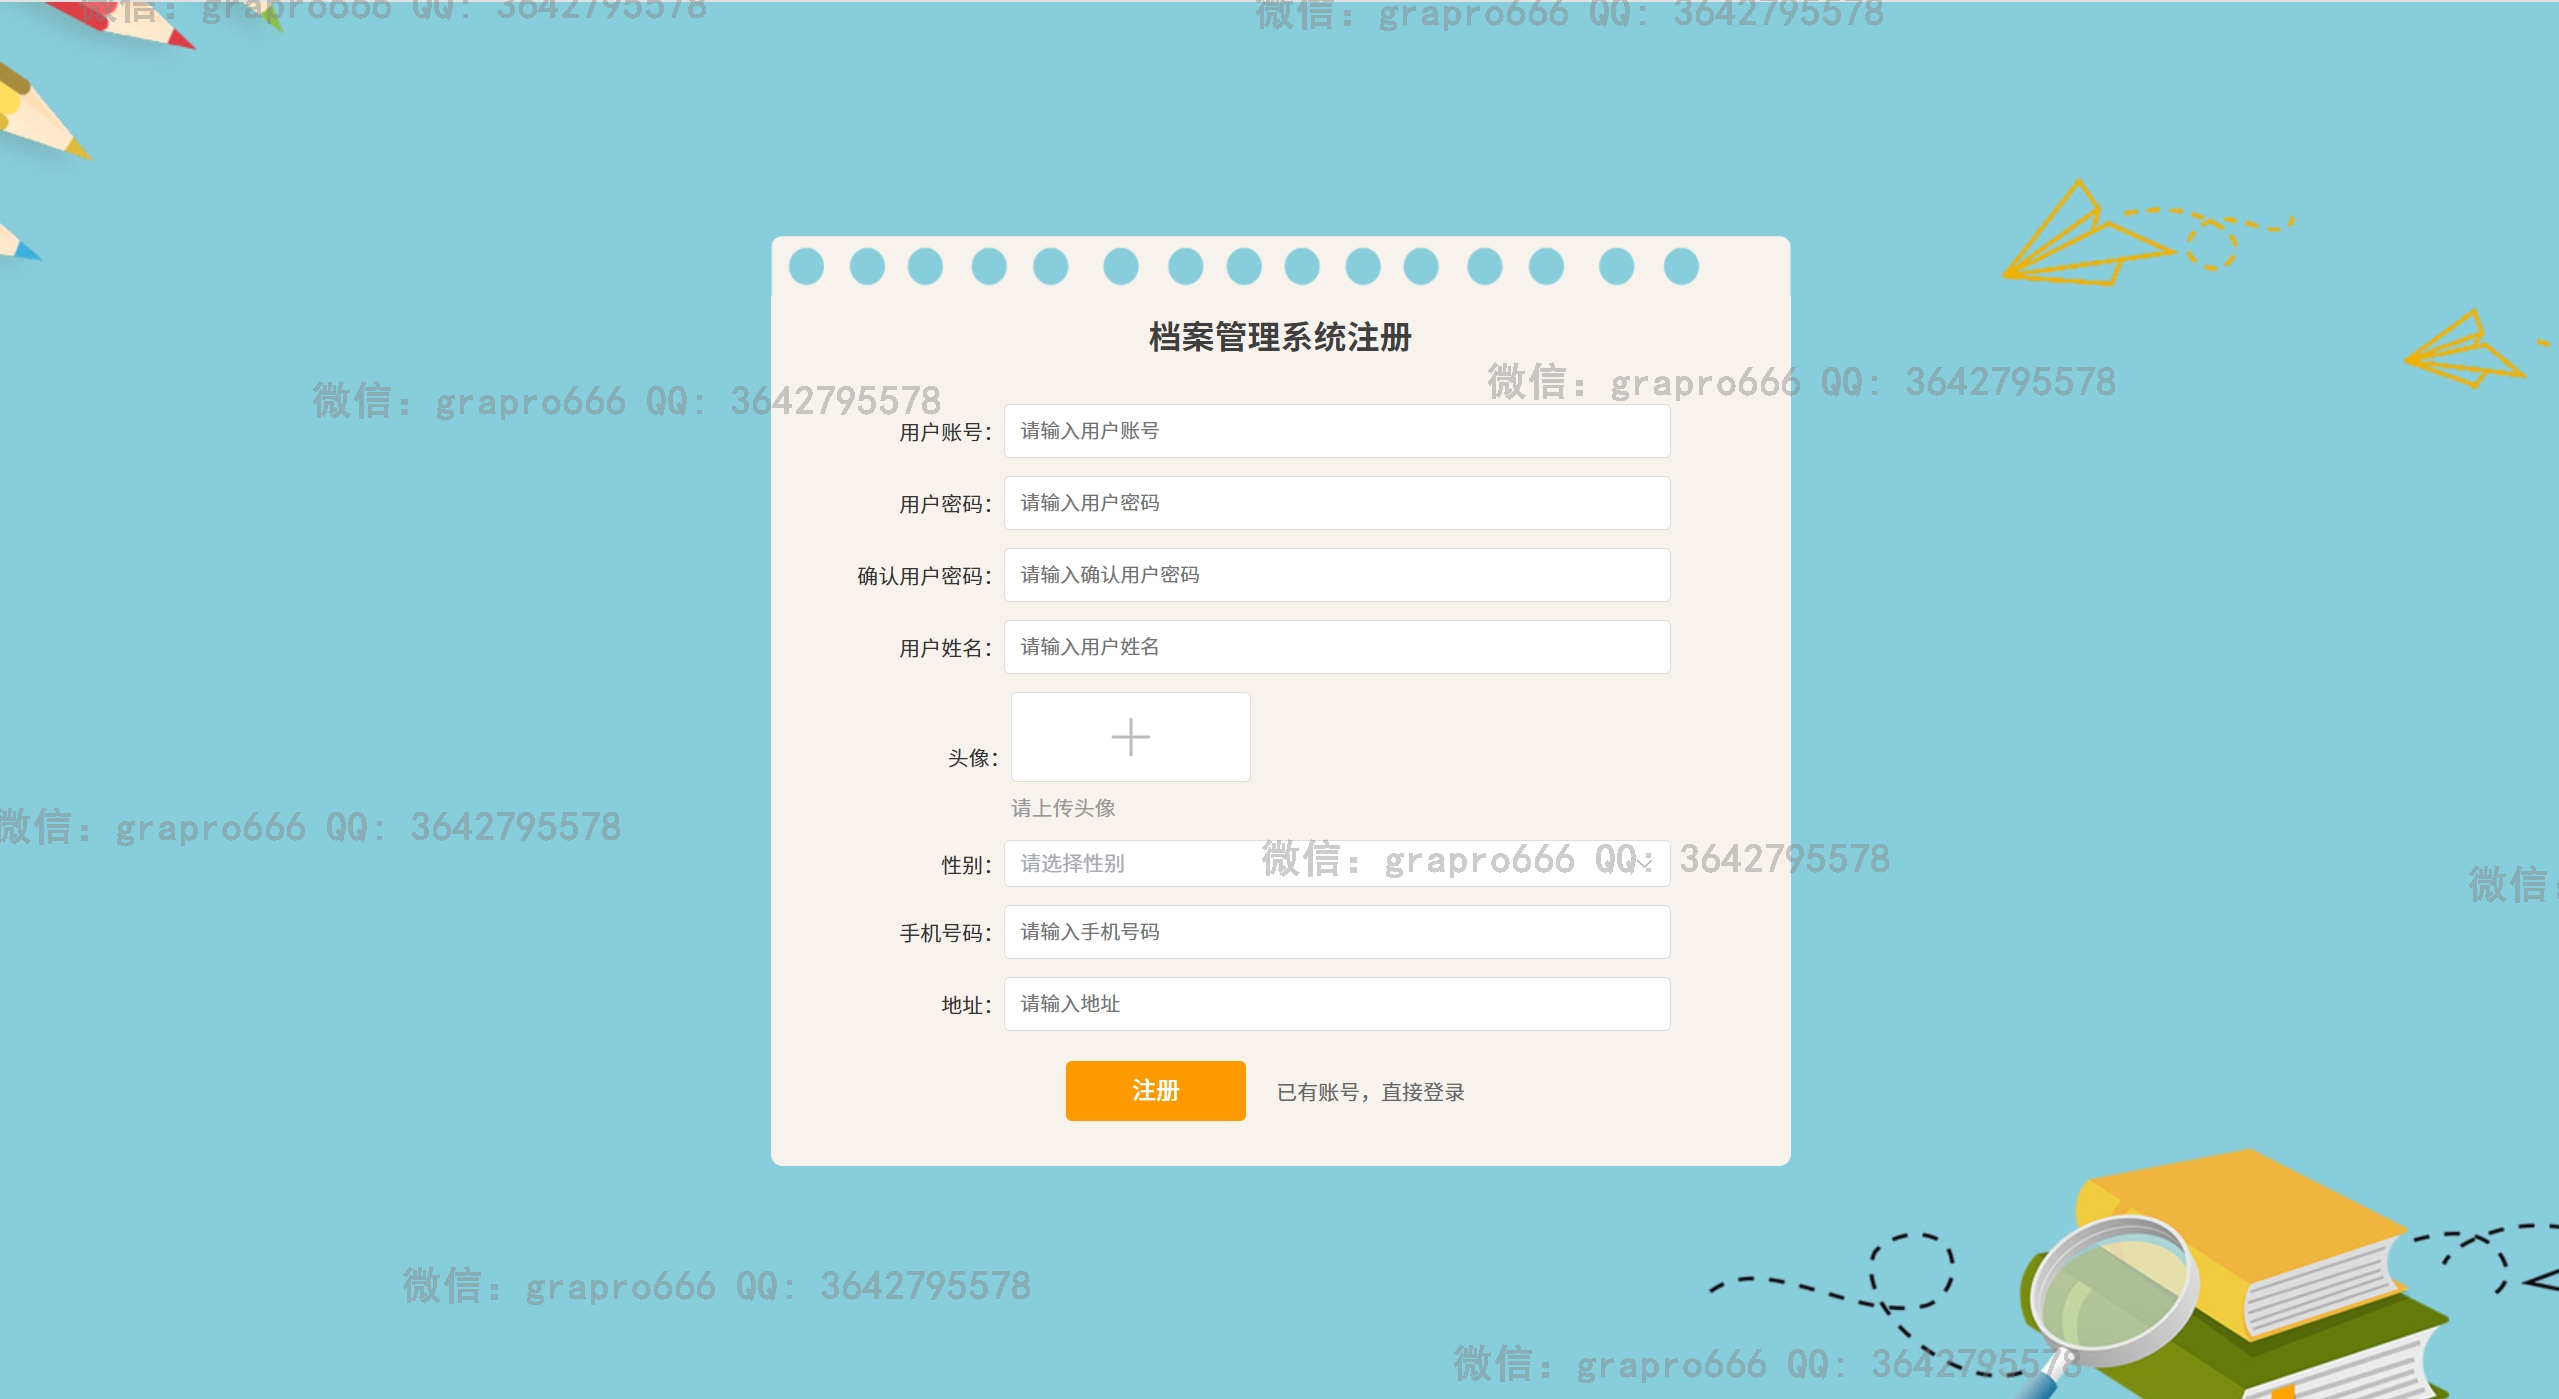 微信: grapro666 QQ: 3642795578
微信: grapro666 QQ: 3642795578
档案管理系统注册
微信: grapro666 QQ: 3642795578
微信: grapro666 QQ: 3642795578
用户账号： 请输入用户账号
用户密码： 请输入用户密码
确认用户密码： 请输入确认用户密码
用户姓名： 请输入用户姓名
头像：
请上传头像
微信: grapro666 QQ: 3642795578
性别： 请选择性别
微信: grapro666 QQ: 3642795578
微信:
手机号码： 请输入手机号码
地址： 请输入地址
注册 已有账号，直接登录
微信: grapro666 QQ: 3642795578
微信: grapro666 QQ: 3642795578